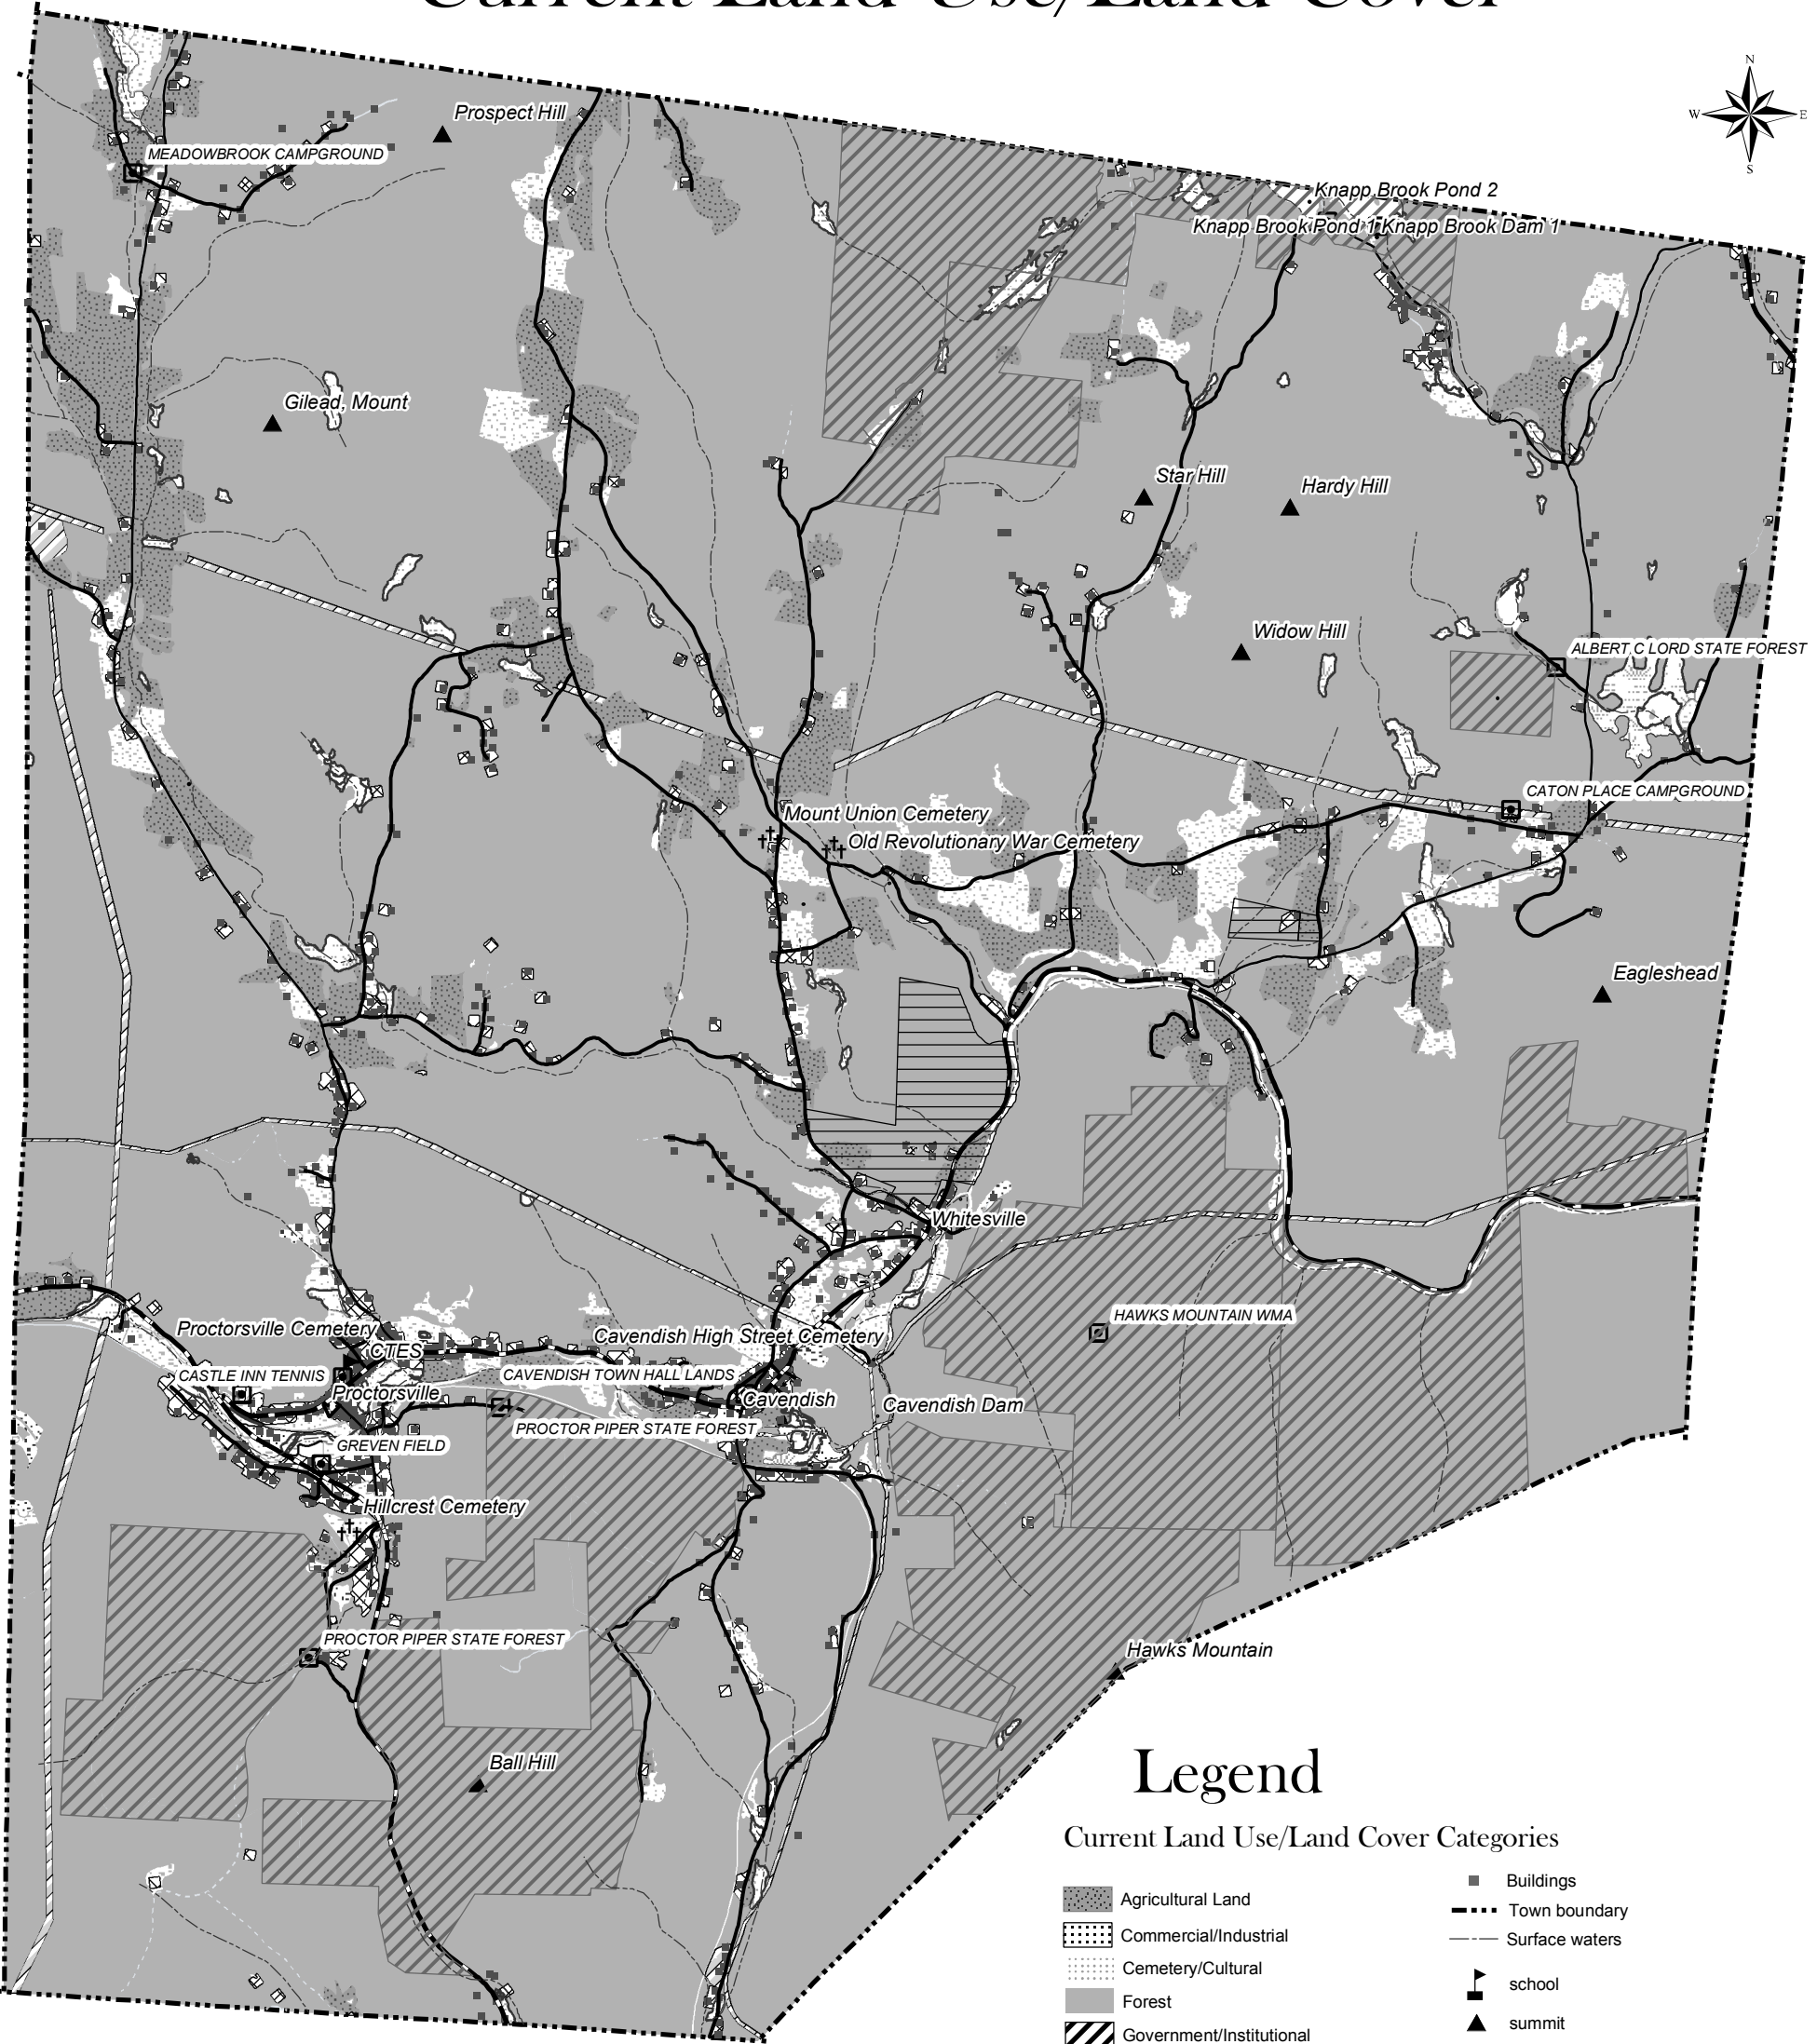 Current Land Use/Land Cover
N
W
E
S
Prospect Hill
MEADOWBROOK CAMPGROUND
Knapp Brook Pond 2
Knapp Brook Pond 1
Knapp Brook Dam 1
Gilead, Mount
Star Hill
Hardy Hill
Widow Hill
ALBERT C LORD STATE FOREST
CATON PLACE CAMPGROUND
Mount Union Cemetery
Old Revolutionary War Cemetery
Eagleshead
Whitesville
HAWKS MOUNTAIN WMA
Proctorsville Cemetery
Cavendish High Street Cemetery
CTES
CASTLE INN TENNIS
CAVENDISH TOWN HALL LANDS
Proctorsville
Cavendish
Cavendish Dam
PROCTOR PIPER STATE FOREST
GREVEN FIELD
Hillcrest Cemetery
PROCTOR PIPER STATE FOREST
Hawks Mountain
Ball Hill
Legend
Current Land Use/Land Cover Categories
Agricultural Land
Commercial/Industrial
Cemetery/Cultural
Forest
Government/Institutional
Buildings
Town boundary
Surface waters
school
summit